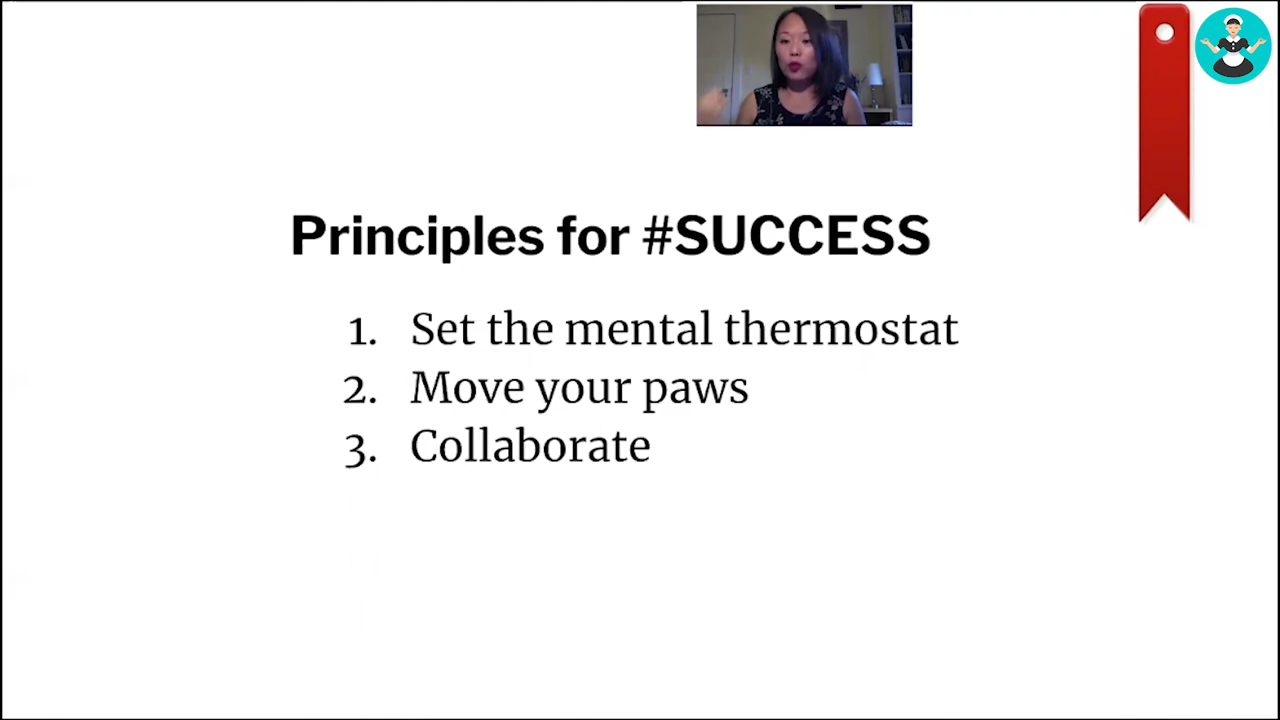 Principles for #SUCCESS
1. Set the mental thermostat
2. Move your paws
3. Collaborate